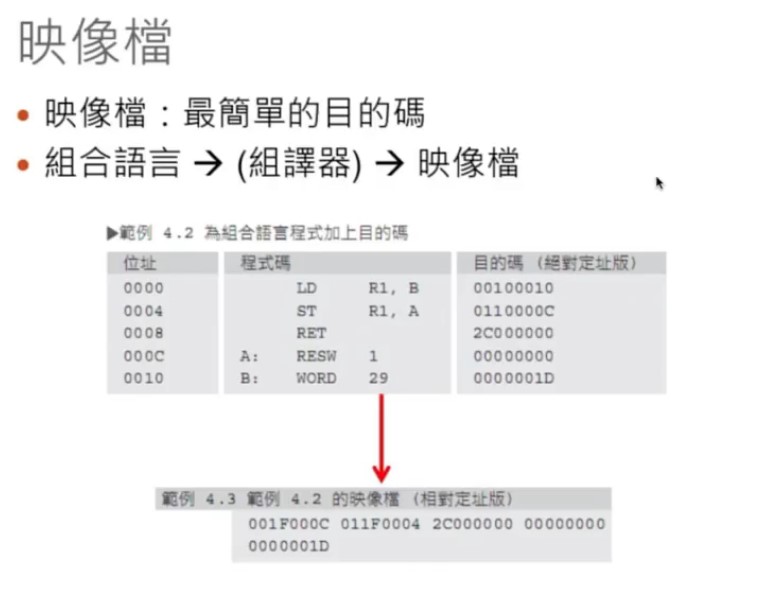 映像檔
• 映像檔：最簡單的目的碼
• 組合語言 → (組譯器) → 映像檔
▶範例 4.2 為組合語言程式加上目的碼
位址 程式碼 目的碼 (絕對定址版)
0000 LD R1, B 00100010
0004 ST R1, A 0110000C
0008 RET 2C000000
000C A: RESW 1 00000000
0010 B: WORD 29 0000001D
範例 4.3 範例 4.2 的映像檔 (相對定址版)
001F000C 011F0004 2C000000 00000000
0000001D